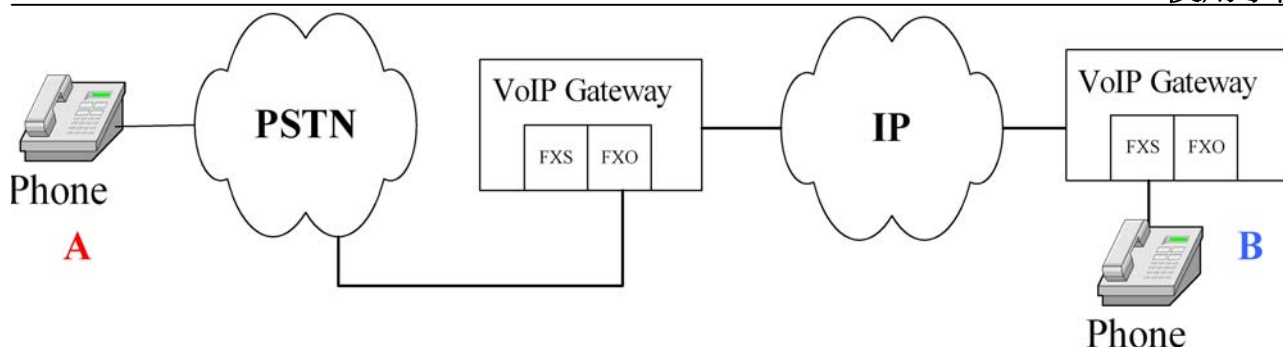 PSTN
VoIP Gateway
FXS FXO
IP
VoIP Gateway
FXS FXO
Phone
A
B
Phone